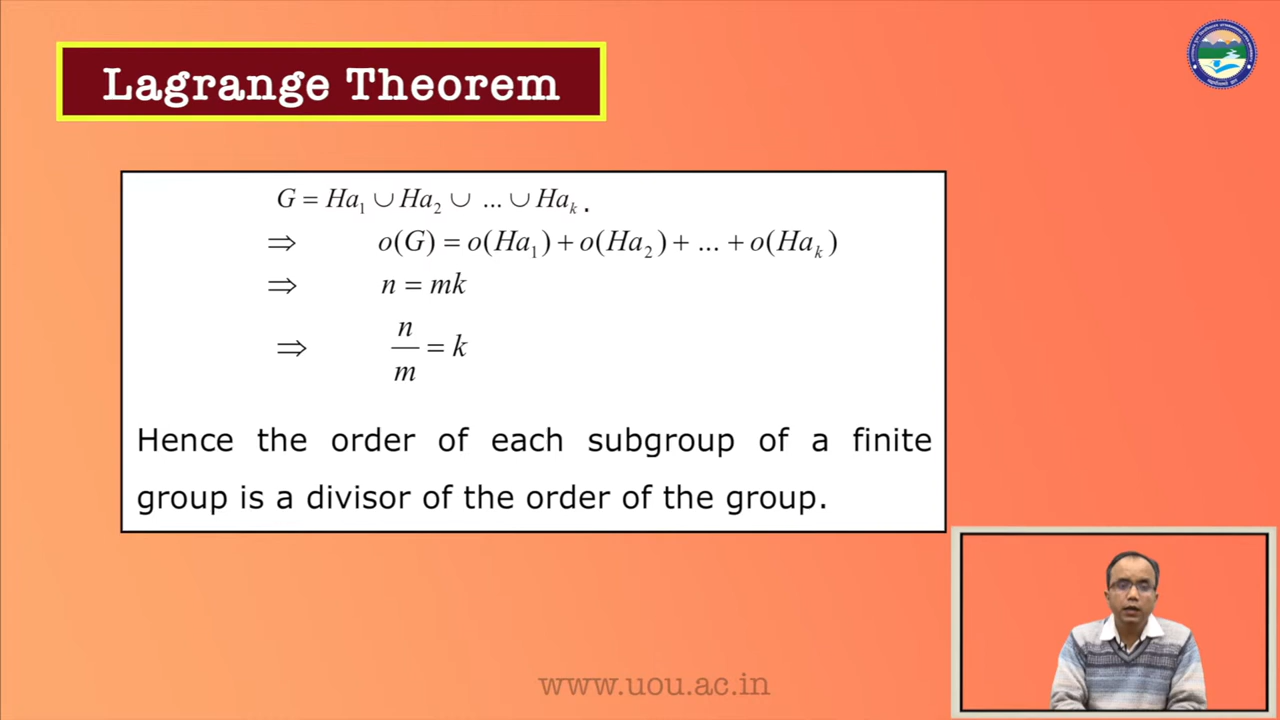 Lagrange Theorem
G = Ha₁ ∪ Ha₂ ∪ ... ∪ Haₖ.
⇒ o(G) = o(Ha₁) + o(Ha₂) + ... + o(Haₖ)
⇒ n = mk
⇒ n/m = k
Hence the order of each subgroup of a finite
group is a divisor of the order of the group.
www.uou.ac.in